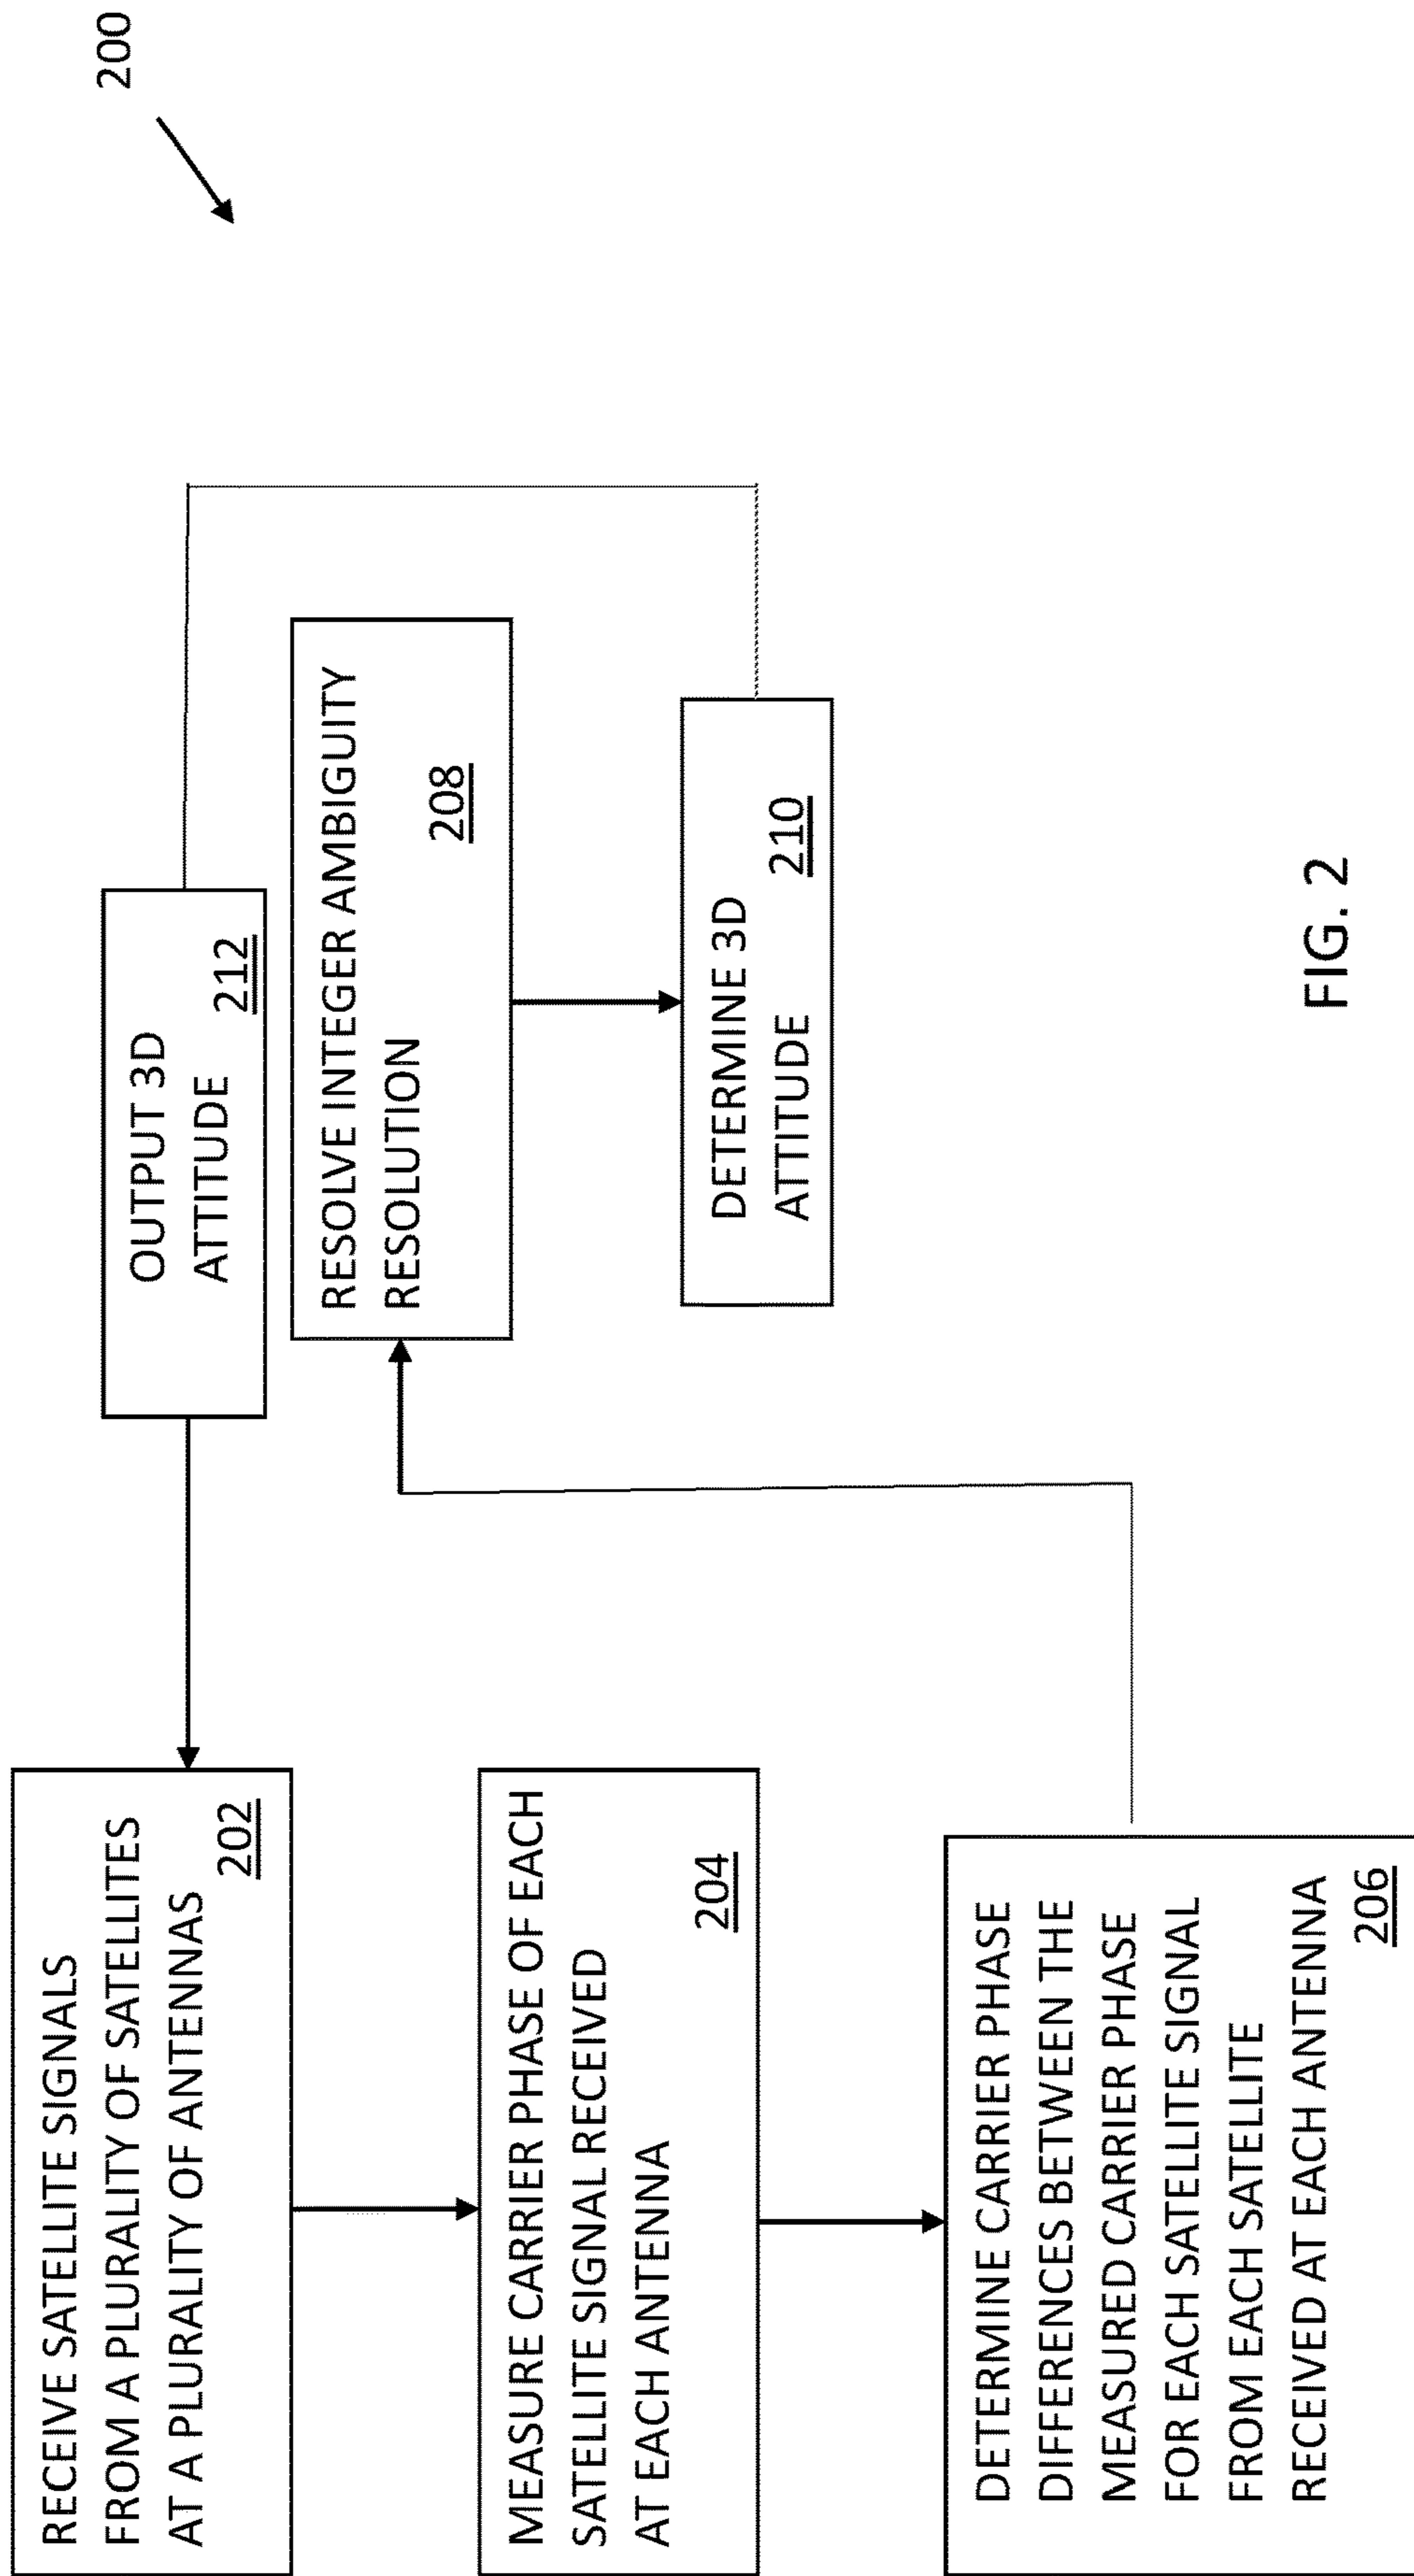 200
RECEIVE SATELLITE SIGNALS
FROM A PLURALITY OF SATELLITES
AT A PLURALITY OF ANTENNAS
202
MEASURE CARRIER PHASE OF EACH
SATELLITE SIGNAL RECEIVED
AT EACH ANTENNA
204
DETERMINE CARRIER PHASE
DIFFERENCES BETWEEN THE
MEASURED CARRIER PHASE
FOR EACH SATELLITE SIGNAL
FROM EACH SATELLITE
RECEIVED AT EACH ANTENNA
206
RESOLVE INTEGER AMBIGUITY
RESOLUTION
208
DETERMINE 3D
ATTITUDE
210
OUTPUT 3D
ATTITUDE
212
FIG. 2